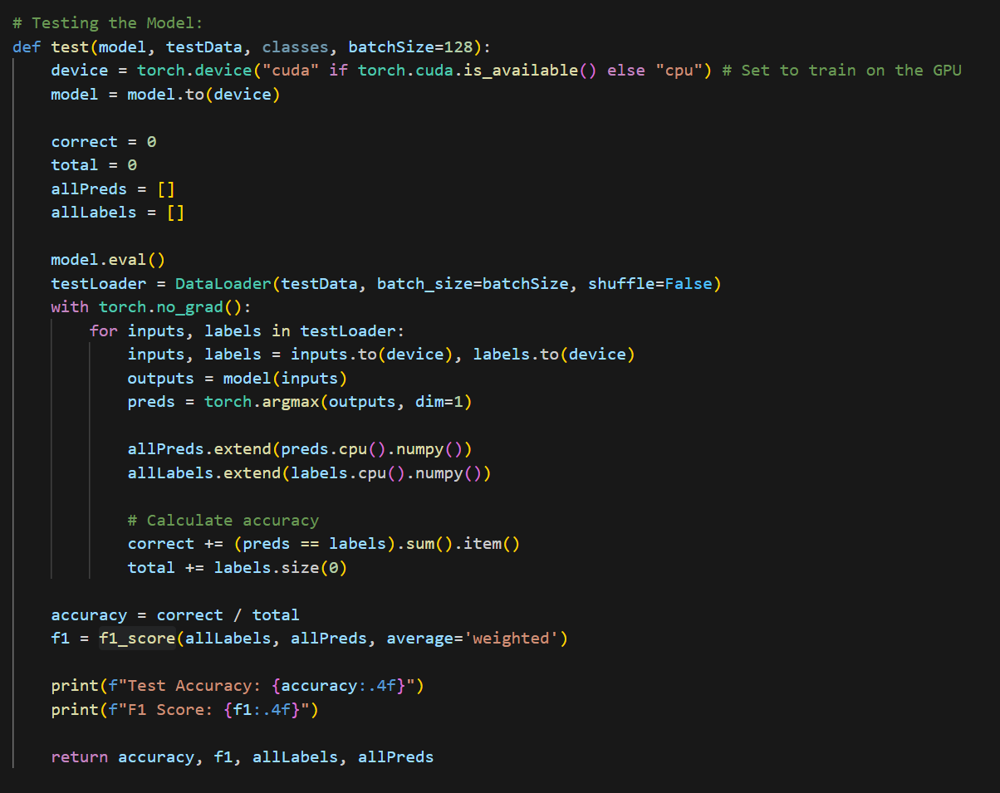 # Testing the Model:
def test(model, testData, classes, batchSize=128):
    device = torch.device("cuda" if torch.cuda.is_available() else "cpu") # Set to train on the GPU
    model = model.to(device)

    correct = 0
    total = 0
    allPreds = []
    allLabels = []

    model.eval()
    testLoader = DataLoader(testData, batch_size=batchSize, shuffle=False)
    with torch.no_grad():
        for inputs, labels in testLoader:
            inputs, labels = inputs.to(device), labels.to(device)
            outputs = model(inputs)
            preds = torch.argmax(outputs, dim=1)

            allPreds.extend(preds.cpu().numpy())
            allLabels.extend(labels.cpu().numpy())

            # Calculate accuracy
            correct += (preds == labels).sum().item()
            total += labels.size(0)

    accuracy = correct / total
    f1 = f1_score(allLabels, allPreds, average='weighted')

    print(f"Test Accuracy: {accuracy:.4f}")
    print(f"F1 Score: {f1:.4f}")

    return accuracy, f1, allLabels, allPreds